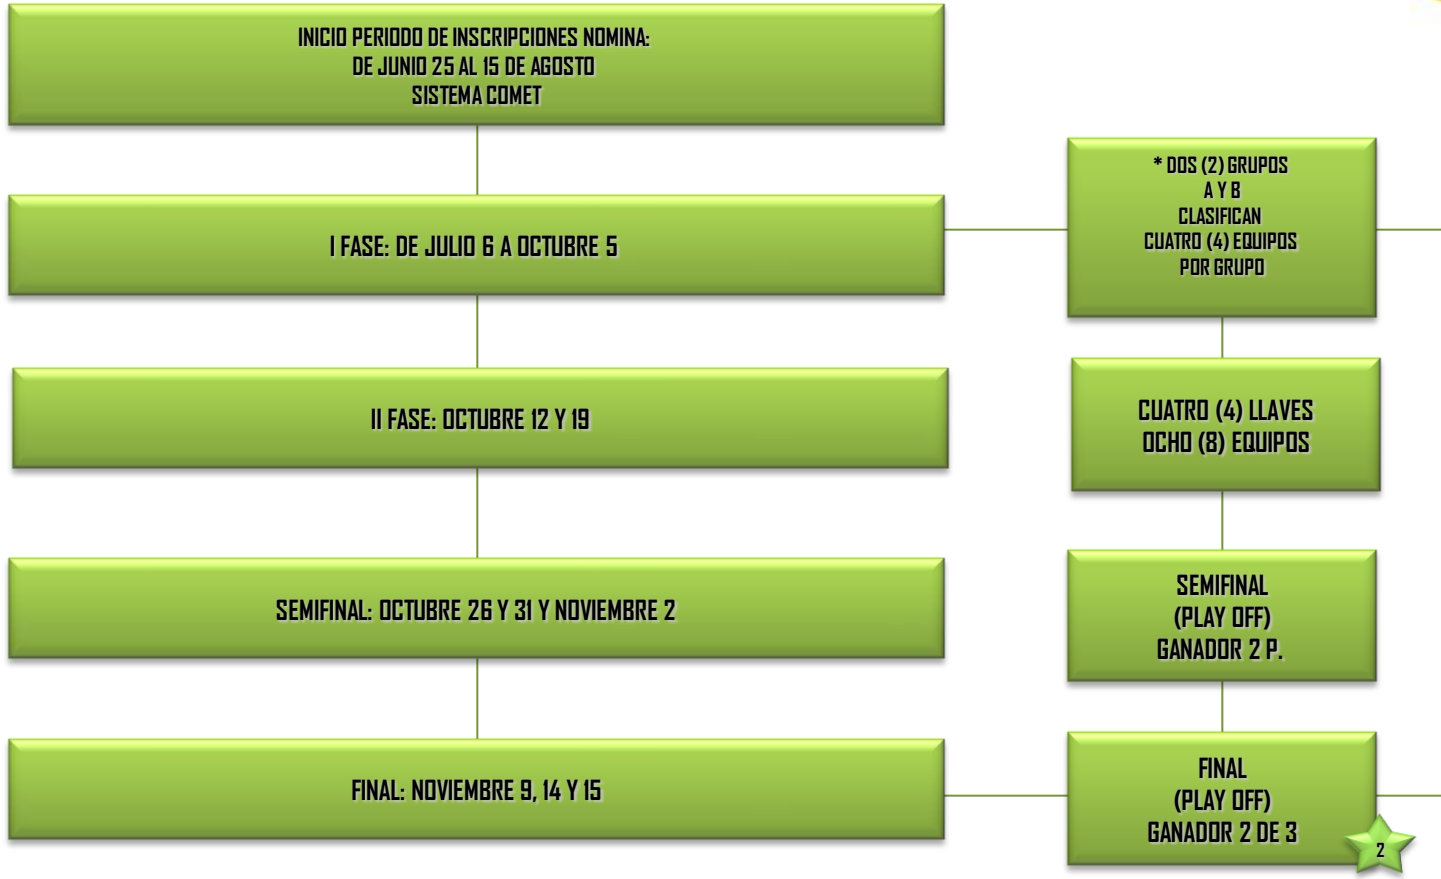 INICIO PERIODO DE INSCRIPCIONES NOMINA:
DE JUNIO 25 AL 15 DE AGOSTO
SISTEMA COMET
I FASE: DE JULIO 6 A OCTUBRE 5
II FASE: OCTUBRE 12 Y 19
SEMIFINAL: OCTUBRE 26 Y 31 Y NOVIEMBRE 2
FINAL: NOVIEMBRE 9, 14 Y 15
* DOS (2) GRUPOS
A Y B
CLASIFICAN
CUATRO (4) EQUIPOS
POR GRUPO
CUATRO (4) LLAVES
OCHO (8) EQUIPOS
SEMIFINAL
(PLAY OFF)
GANADOR 2 P.
FINAL
(PLAY OFF)
GANADOR 2 DE 3
2